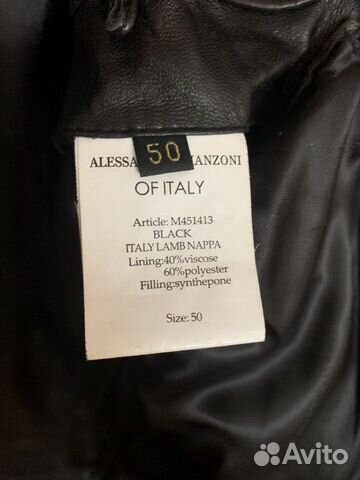 50
ALESSA ANZONI
OF ITALY
Article: M451413
BLACK
ITALY LAMB NAPPA
Lining:40%viscose
60%polyester
Filling:synthepone
Size: 50
Avito